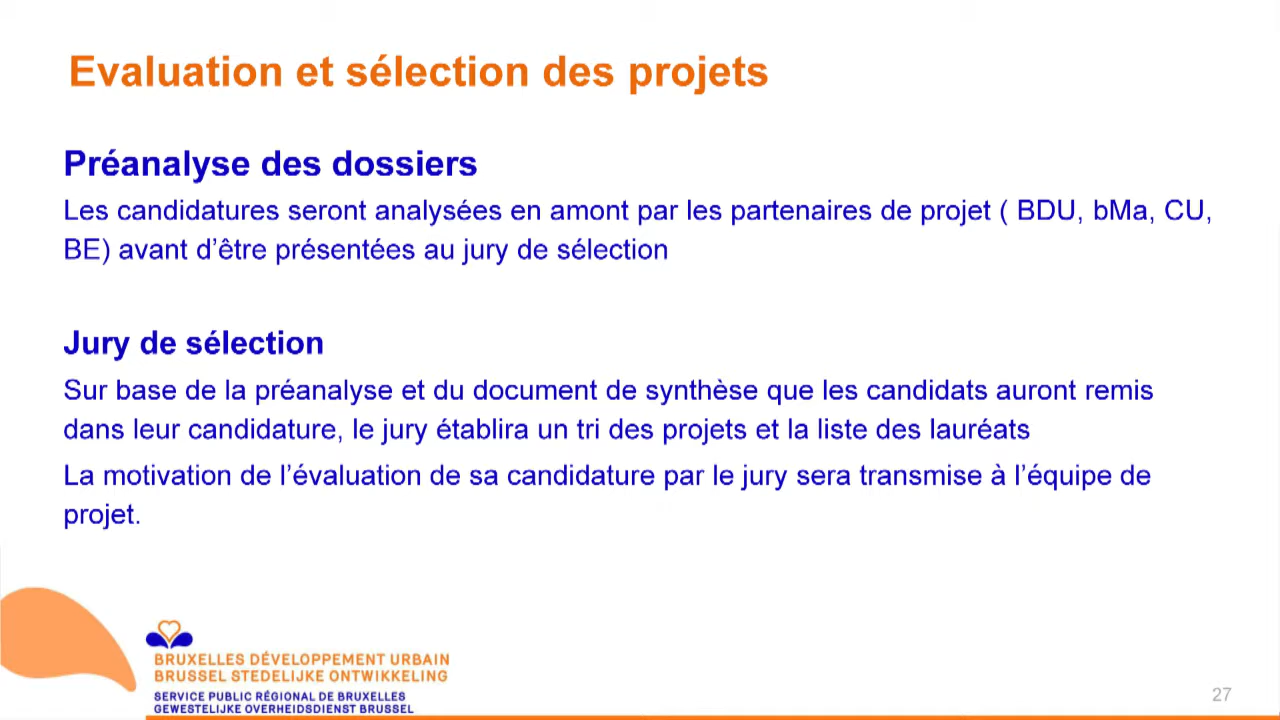 Evaluation et sélection des projets
Préanalyse des dossiers
Les candidatures seront analysées en amont par les partenaires de projet ( BDU, bMa, CU,
BE) avant d’être présentées au jury de sélection
Jury de sélection
Sur base de la préanalyse et du document de synthèse que les candidats auront remis
dans leur candidature, le jury établira un tri des projets et la liste des lauréats
La motivation de l’évaluation de sa candidature par le jury sera transmise à l’équipe de
projet.
BRUXELLES DÉVELOPPEMENT URBAIN
BRUSSEL STEDELIJKE ONTWIKKELING
SERVICE PUBLIC RÉGIONAL DE BRUXELLES
GEWESTELIJKE OVERHEIDSDIENST BRUSSEL
27